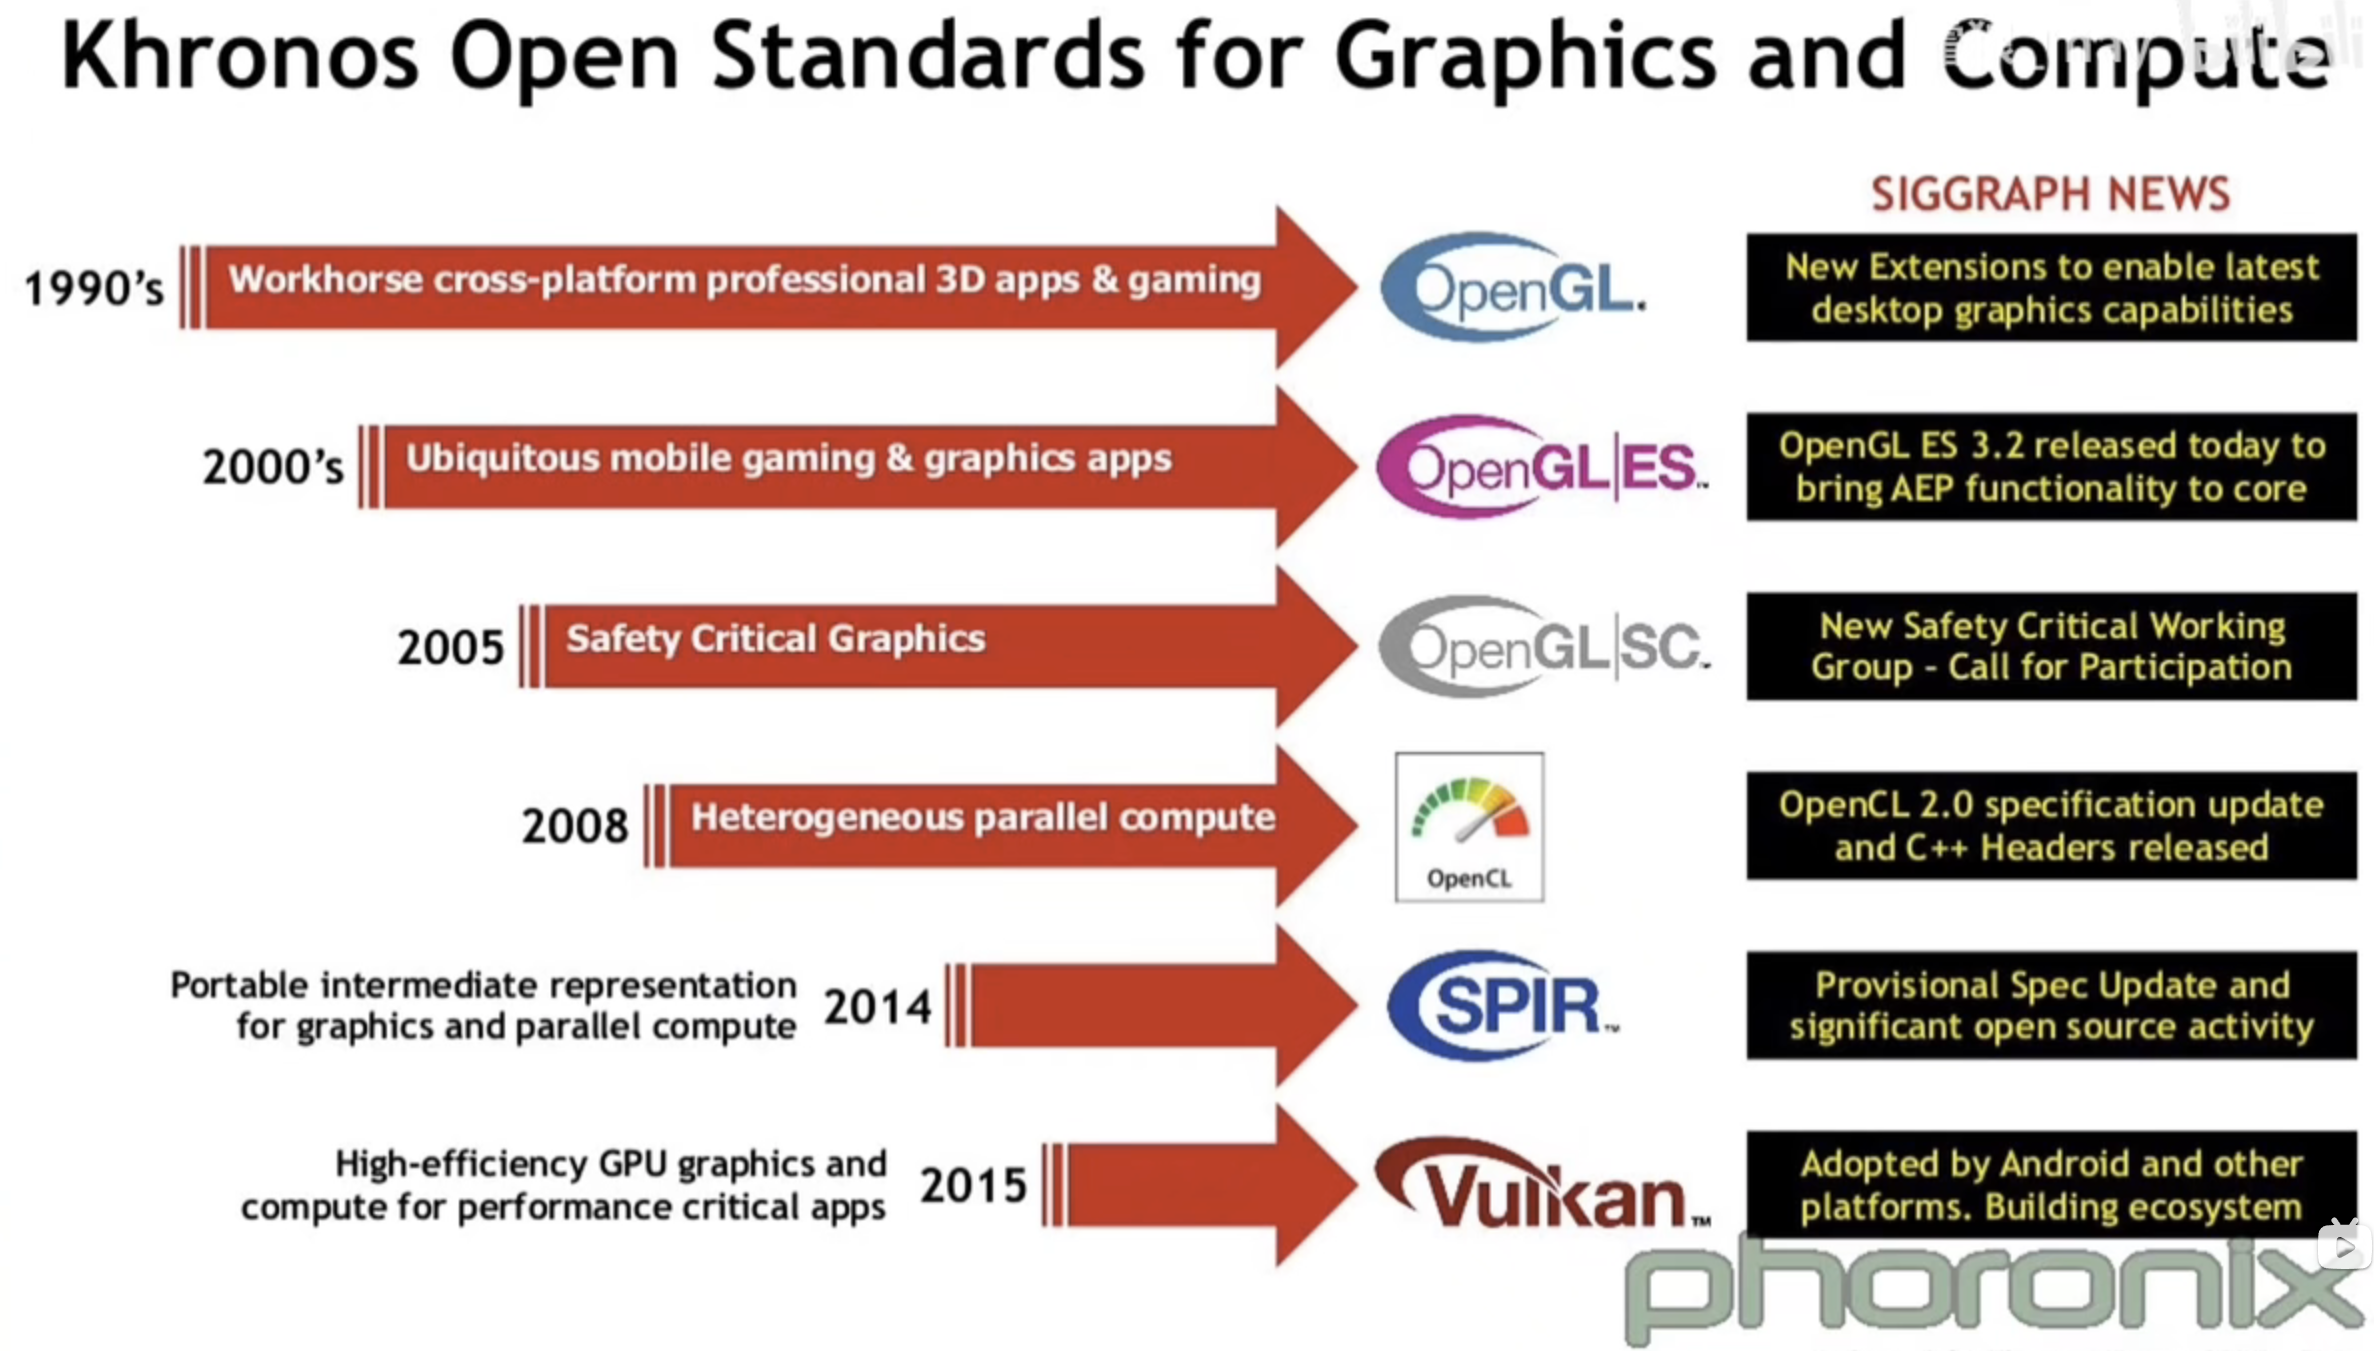 Khronos Open Standards for Graphics and Compute
SIGGRAPH NEWS
1990's
Workhorse cross-platform professional 3D apps & gaming
OpenGL.
New Extensions to enable latest
desktop graphics capabilities
2000's
Ubiquitous mobile gaming & graphics apps
OpenGL|ES™
OpenGL ES 3.2 released today to
bring AEP functionality to core
2005
Safety Critical Graphics
OpenGL|SC.
New Safety Critical Working
Group - Call for Participation
2008
Heterogeneous parallel compute
OpenCL
OpenCL 2.0 specification update
and C++ Headers released
Portable intermediate representation
for graphics and parallel compute
2014
SPIR™
Provisional Spec Update and
significant open source activity
High-efficiency GPU graphics and
compute for performance critical apps
2015
Vulkan™
Adopted by Android and other
platforms. Building ecosystem
phoronix